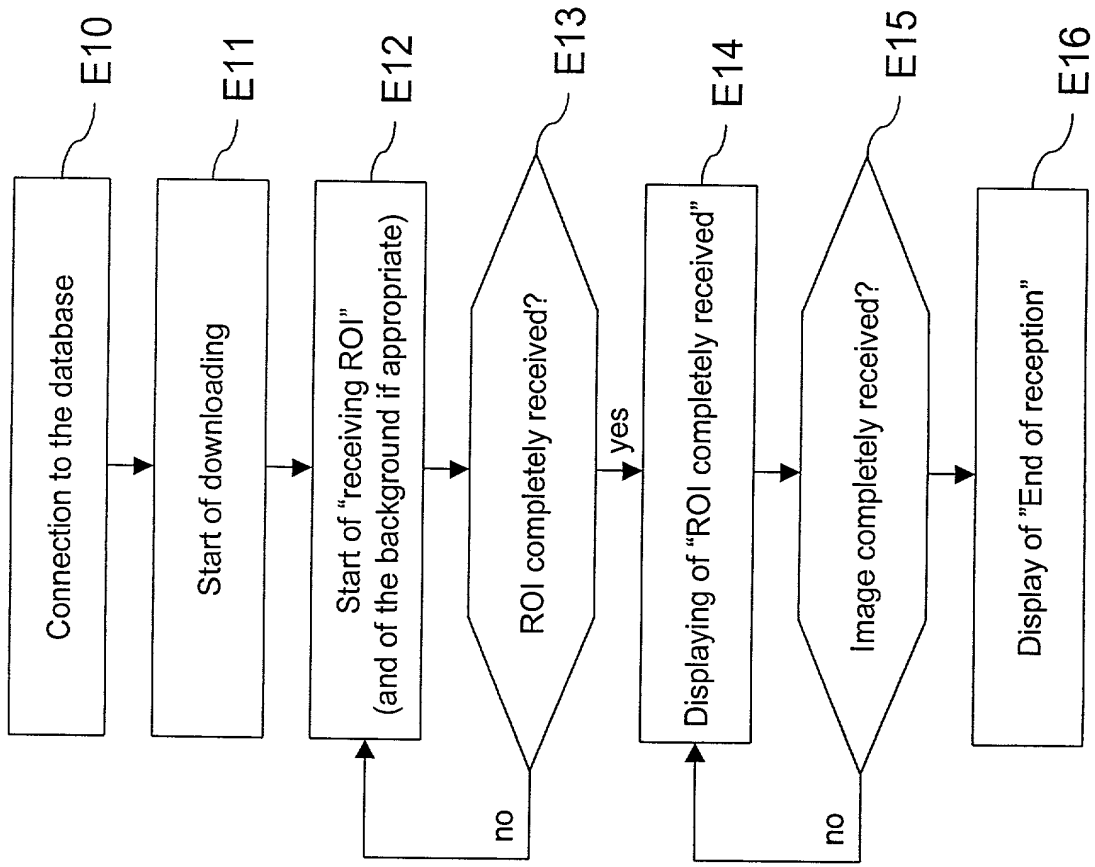 Connection to the database
E10
Start of downloading
E11
Start of “receiving ROI”
(and of the background if appropriate)
E12
ROI completely received?
E13
no
yes
Displaying of “ROI completely received”
E14
Image completely received?
E15
no
Display of ”End of reception”
E16